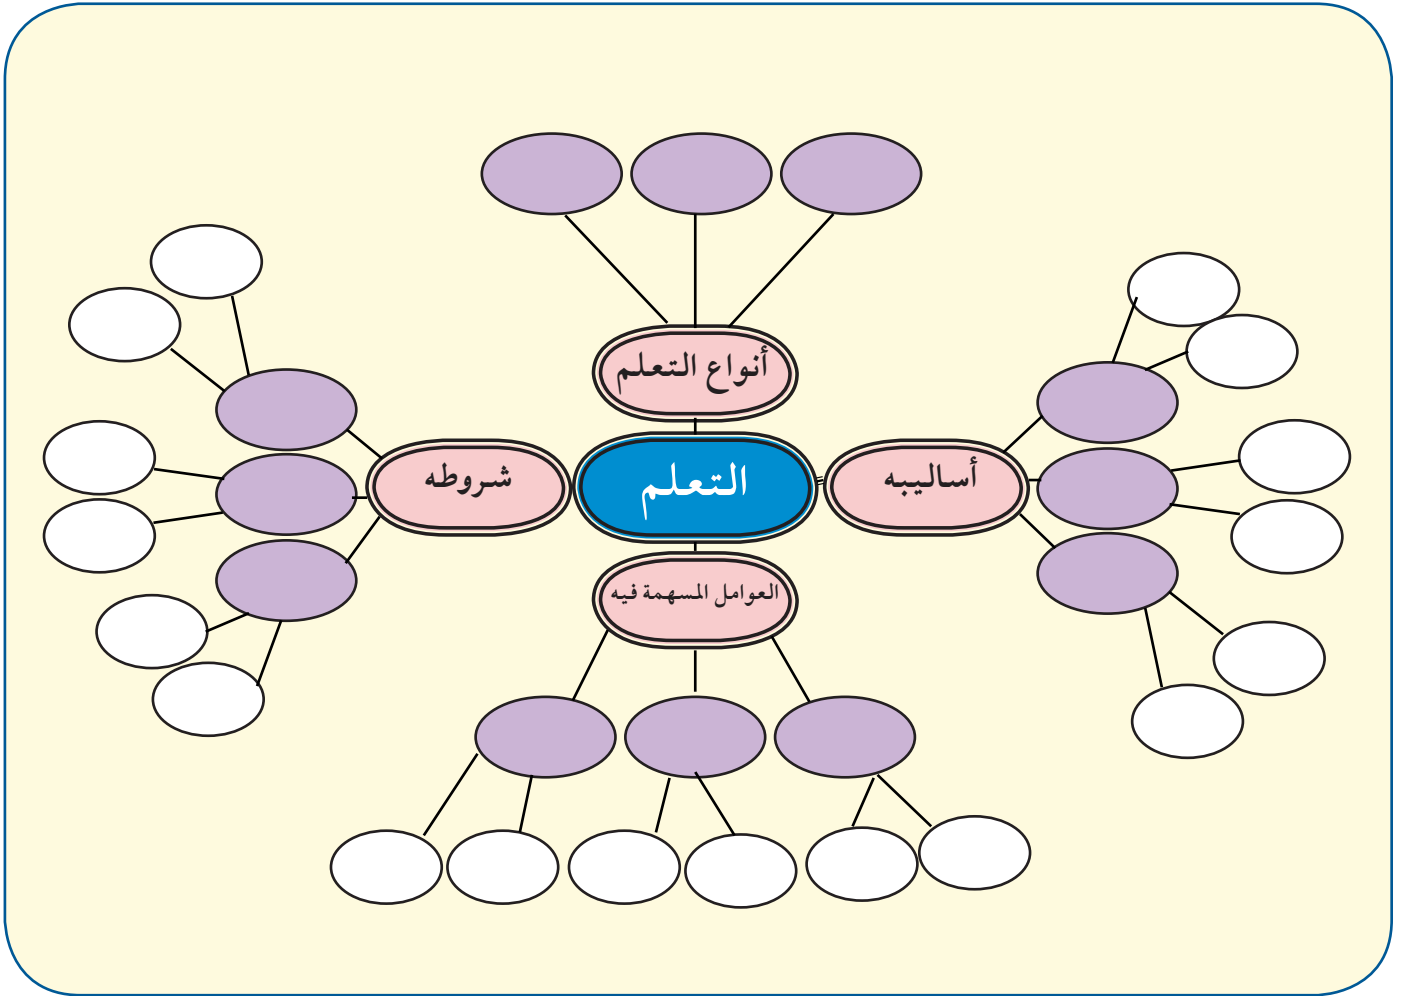 أنواع التعلم
أساليبه
التعلم
شروطه
العوامل المسهمة فيه